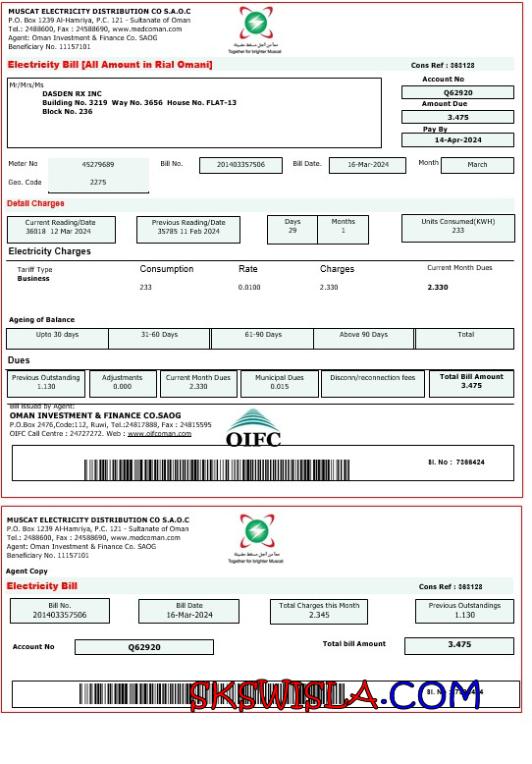 MUSCAT ELECTRICITY DISTRIBUTION CO S.A.O.C
P.O. Box 1239 Al-Hamriya, P.C. 121 - Sultanate of Oman
Tel.: 2488600, Fax : 24588690, www.medcoman.com
Agent: Oman Investment & Finance Co. SAOG
Beneficiary No. 11157101
معاً من أجل مسقط مضيئة
Together for brighter Muscat
Electricity Bill [All Amount in Rial Omani]
Cons Ref : 363128
Mr/Mrs/Ms
DASDEN RX INC
Building No. 3219 Way No. 3656 House No. FLAT-13
Block No. 236
Account No
Q62920
Amount Due
3.475
Pay By
14-Apr-2024
Meter No 45279689 Bill No. 201403357506 Bill Date. 16-Mar-2024 Month March
Geo. Code 2275
Detail Charges
Current Reading/Date Previous Reading/Date Days Months Units Consumed(KWH)
36018 12 Mar 2024 35785 11 Feb 2024 29 1 233
Electricity Charges
Tariff Type Consumption Rate Charges Current Month Dues
Business
233 0.0100 2.330 2.330
Ageing of Balance
Upto 30 days 31-60 Days 61-90 Days Above 90 Days Total
Dues
Previous Outstanding Adjustments Current Month Dues Municipal Dues Disconn/reconnection fees Total Bill Amount
1.130 0.000 2.330 0.015 3.475
Bill Issued by Agent:
OMAN INVESTMENT & FINANCE CO.SAOG
P.O.Box 2476,Code:112, Ruwi, Tel.:24817888, Fax : 24815595
OIFC Call Centre : 24727272. Web : www.oifcoman.com
OIFC
Bl. No : 7386424
MUSCAT ELECTRICITY DISTRIBUTION CO S.A.O.C
P.O. Box 1239 Al-Hamriya, P.C. 121 - Sultanate of Oman
Tel.: 2488600, Fax : 24588690, www.medcoman.com
Agent: Oman Investment & Finance Co. SAOG
Beneficiary No. 11157101
معاً من أجل مسقط مضيئة
Together for brighter Muscat
Agent Copy
Electricity Bill
Cons Ref : 363128
Bill No. Bill Date Total Charges this Month Previous Outstandings
201403357506 16-Mar-2024 2.345 1.130
Account No Q62920 Total bill Amount 3.475
Bl. No :
SKSWISLA.COM